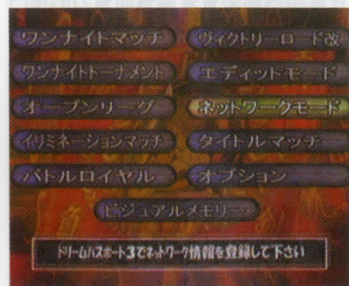 ワンナイトマッチ
ヴィクトリーロード改
ワンナイトトーナメント
エディットモード
オープンリーグ
ネットワークモード
イリミネーションマッチ
タイトルマッチ
バトルロイヤル
オプション
ビジュアルメモリー
ドリームパスポート3でネットワーク情報を登録して下さい